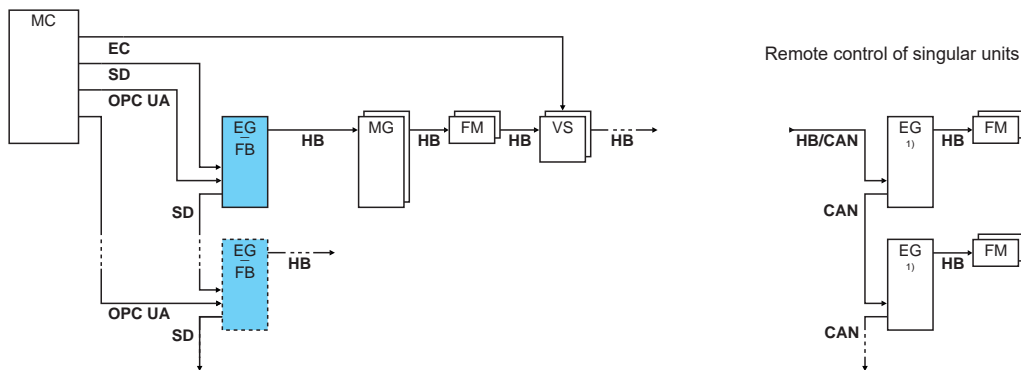 MC
EC
SD
OPC UA
EG
FB
HB
MG
HB
FM
HB
VS
HB
SD
EG
FB
HB
OPC UA
SD
Remote control of singular units
HB/CAN
EG
1)
HB
FM
CAN
EG
1)
HB
FM
CAN